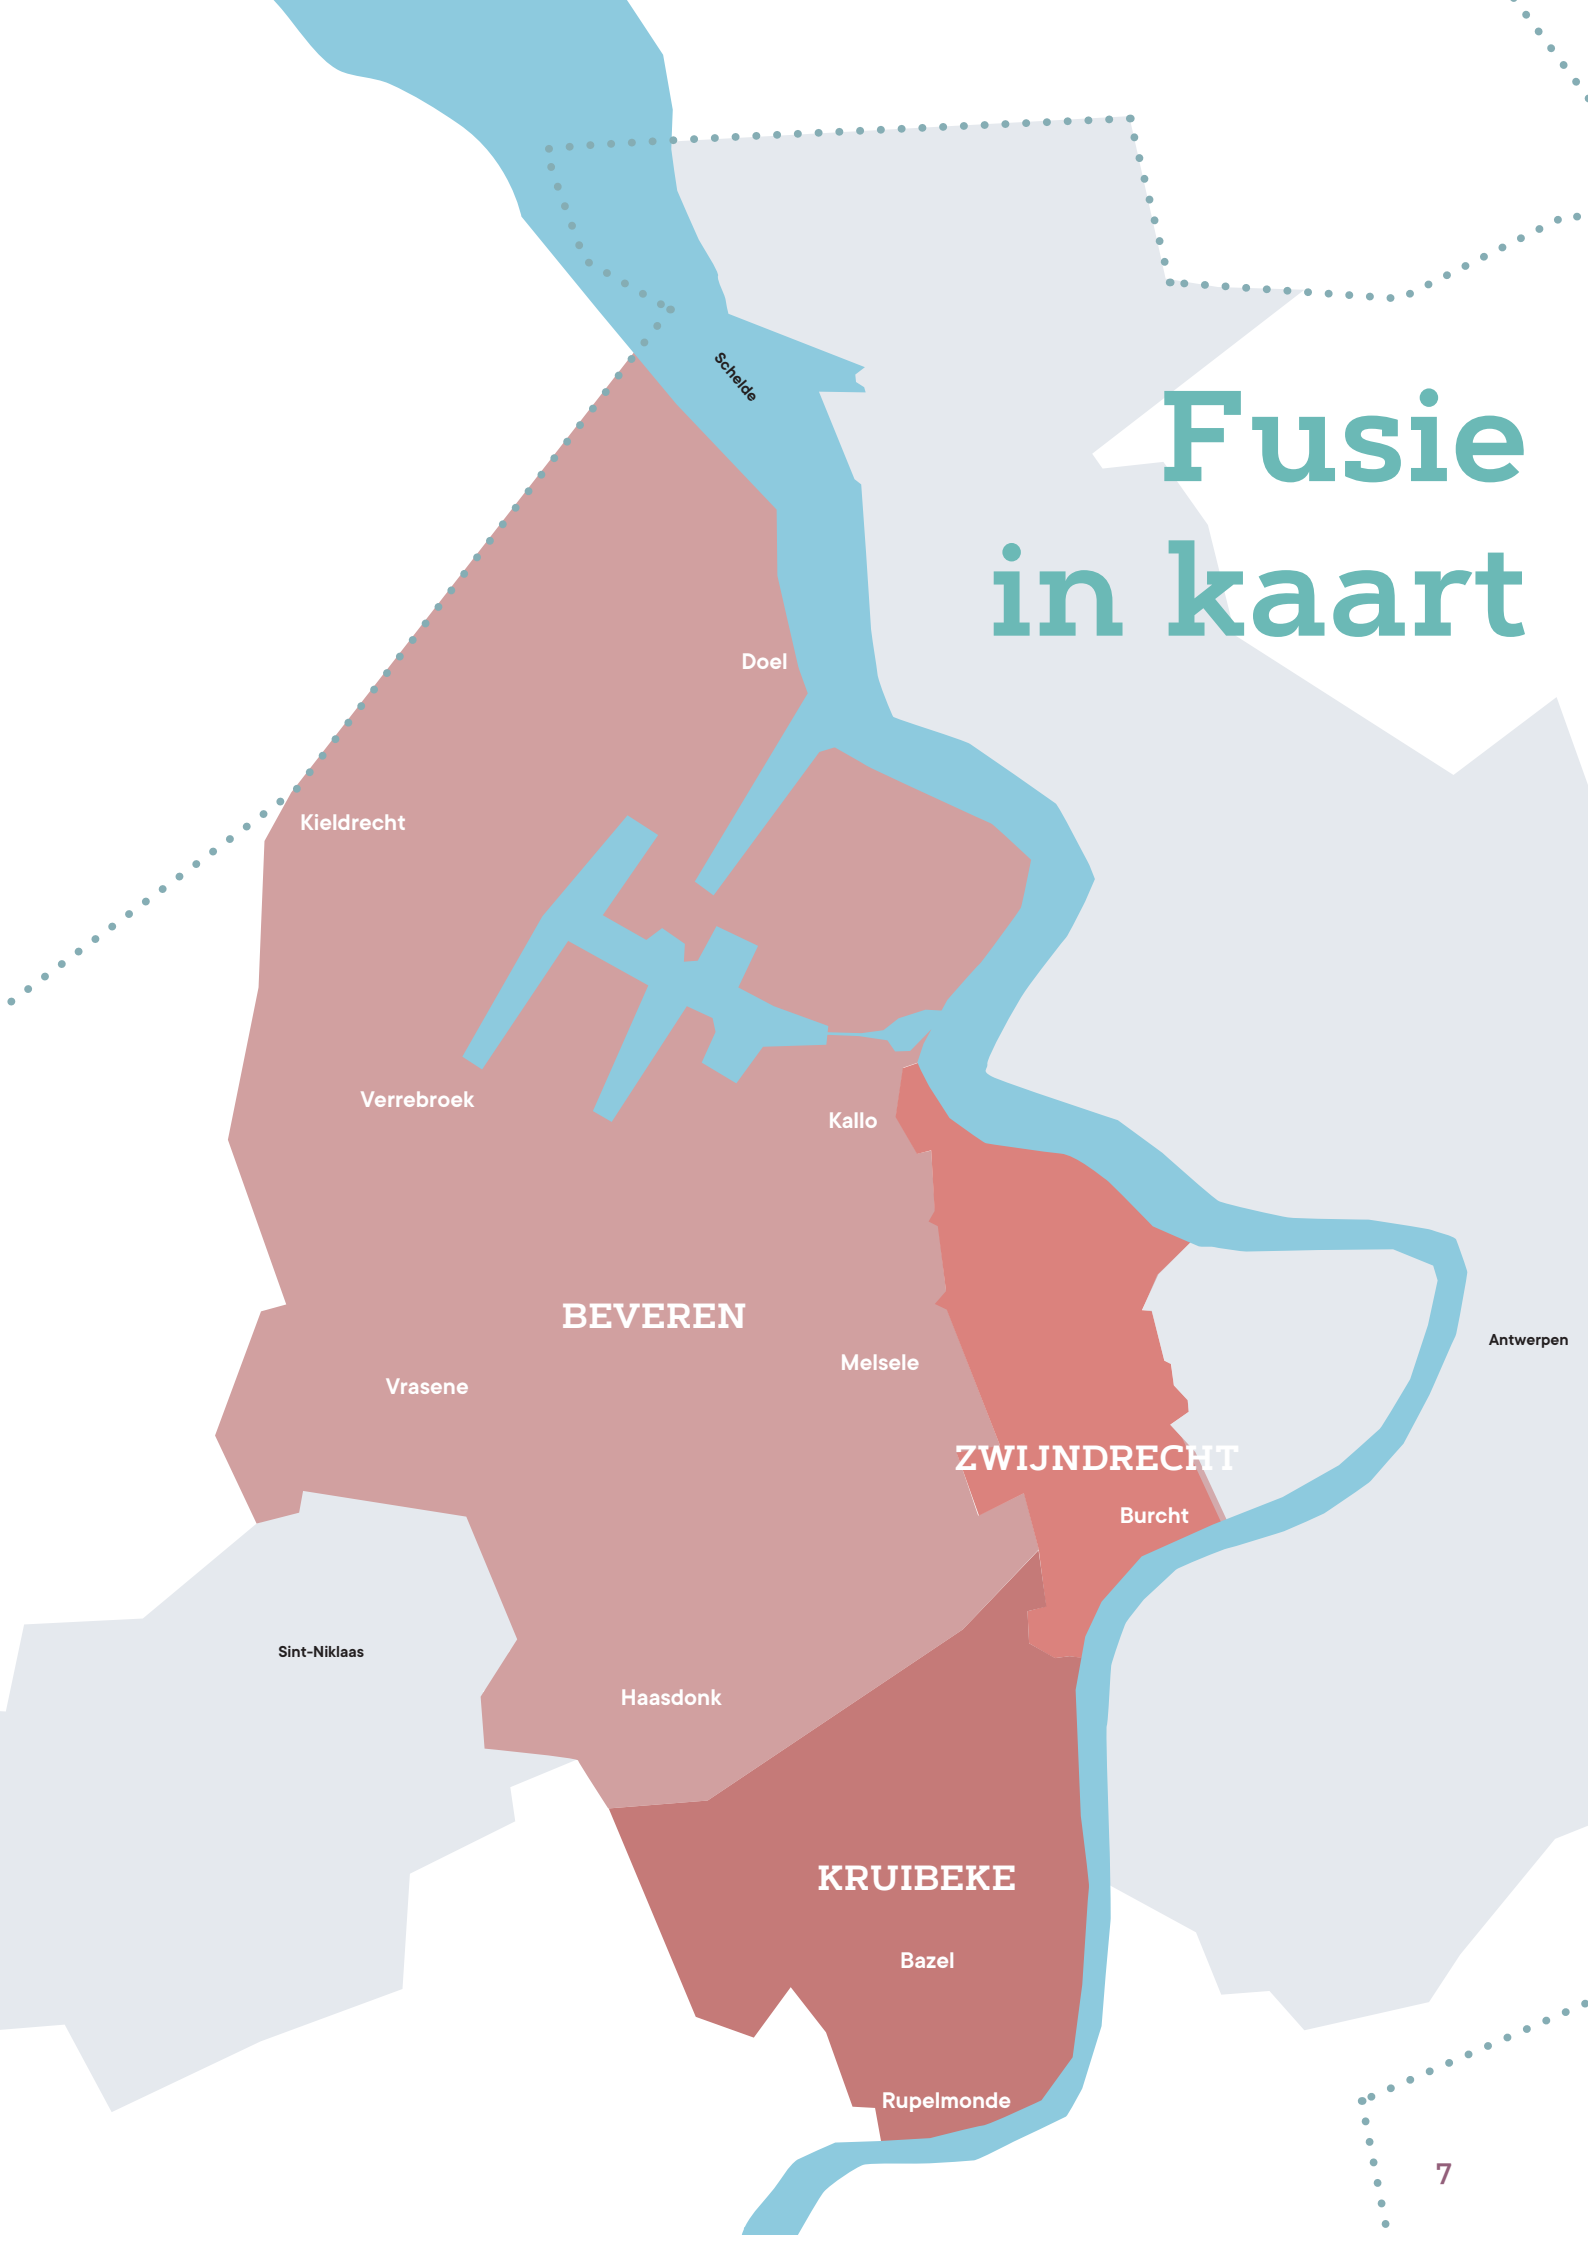 Schelde
Fusie
in kaart
Doel
Kieldrecht
Verrebroek
Kallo
BEVEREN
Antwerpen
Melsele
Vrasene
ZWIJNDRECHT
Burcht
Sint-Niklaas
Haasdonk
KRUIBEKE
Bazel
Rupelmonde
7